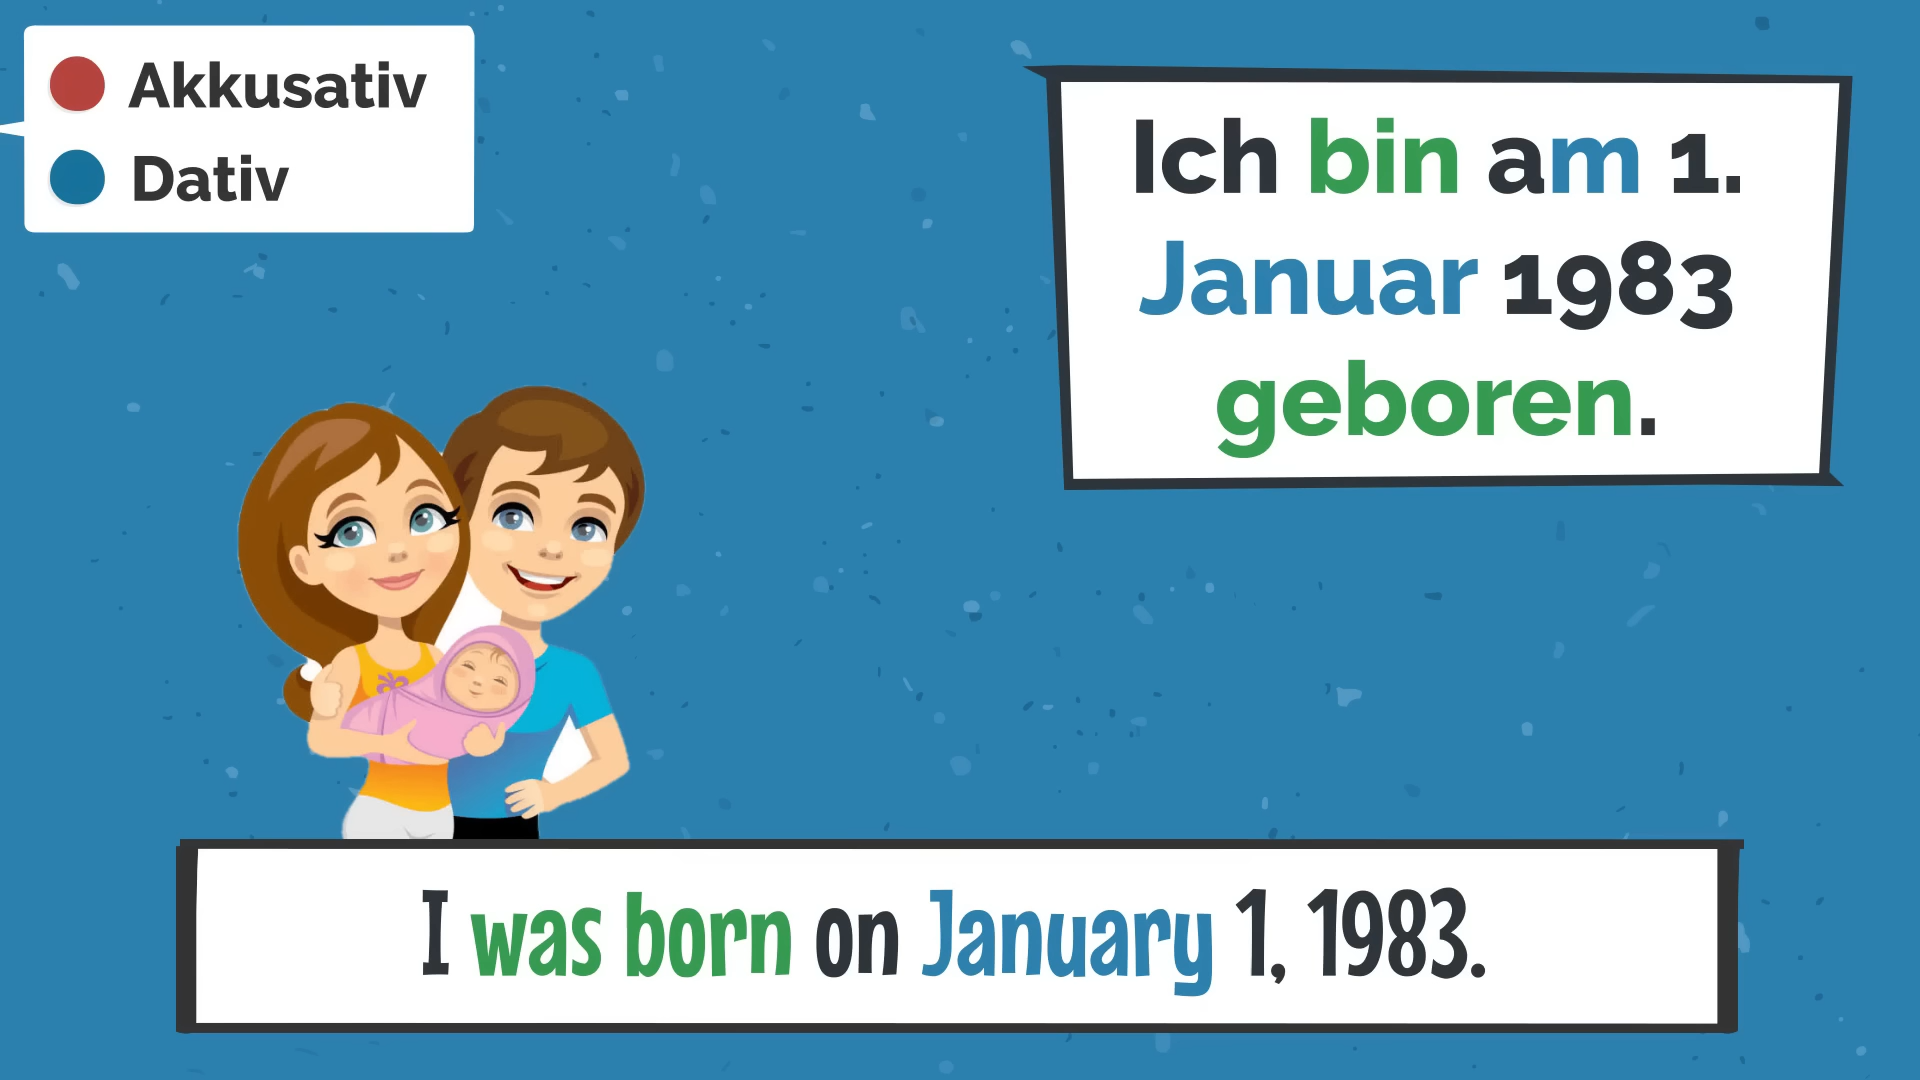 Akkusativ
Dativ
Ich bin am 1.
Januar 1983
geboren.
I was born on January 1, 1983.